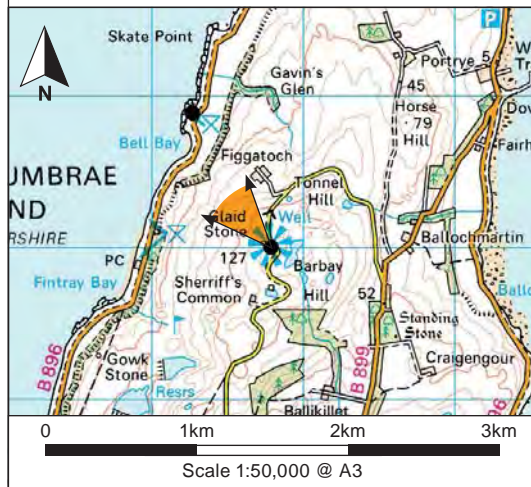 Skate Point
P
N
Gavin's
Glen
Portrye
5
45
Horse
79
Hill
Bell Bay
Figgatoch
UMBRAE
ND
RSHIRE
Tonnel
Hill
Glaid
Stone
Well
127
Ballochmartin
PC
Fintray Bay
Sherriff's
Common
Barbay
Hill
52
Standing
Stone
Craigengour
B 896
Gowk
Stone
Resrs
B 899
Ballikillet
0
1km
2km
3km
Scale 1:50,000 @ A3